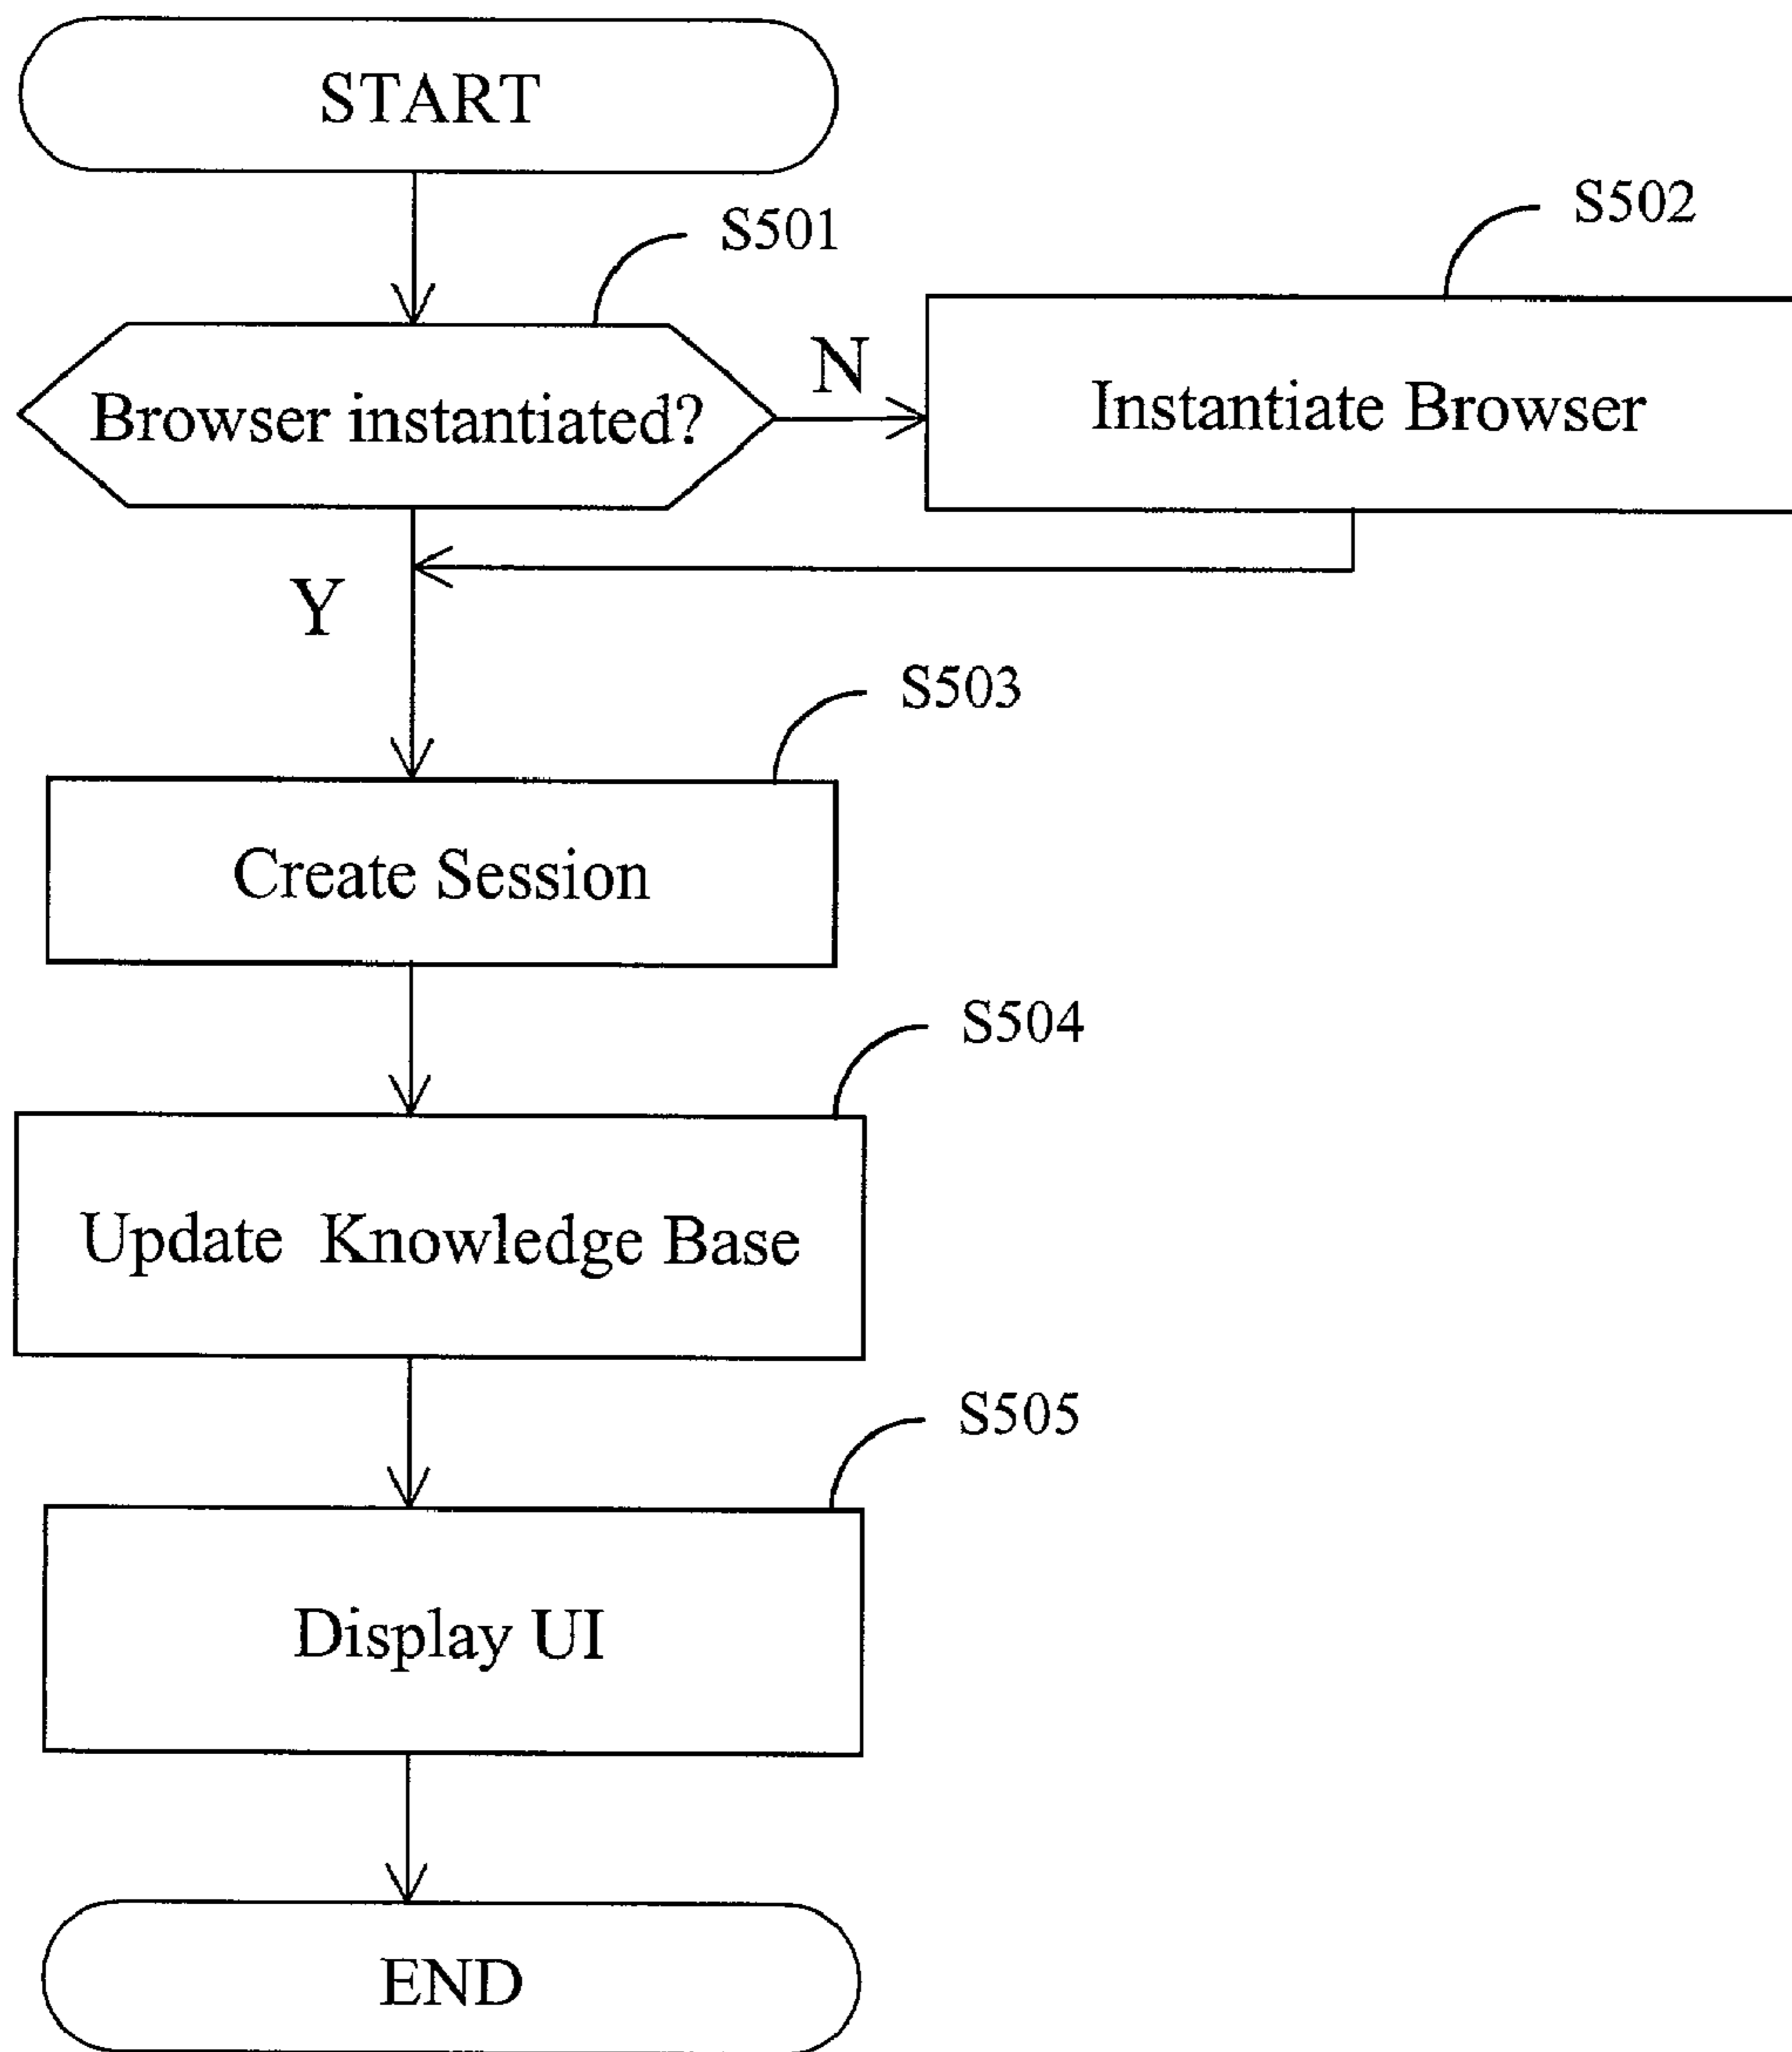 START
S501
S502
Browser instantiated?
N
Instantiate Browser
Y
S503
Create Session
S504
Update Knowledge Base
S505
Display UI
END